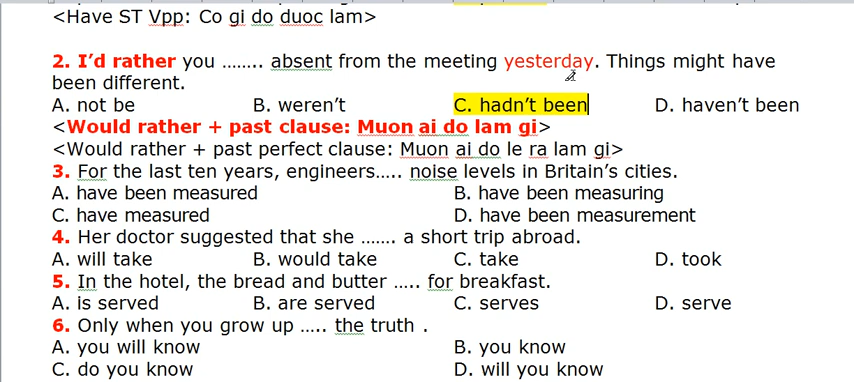 <Have ST Vpp: Co gi do duoc lam>
2. I’d rather you …….. absent from the meeting yesterday. Things might have
been different.
A. not be B. weren’t C. hadn’t been D. haven’t been
<Would rather + past clause: Muon ai do lam gi>
<Would rather + past perfect clause: Muon ai do le ra lam gi>
3. For the last ten years, engineers….. noise levels in Britain’s cities.
A. have been measured B. have been measuring
C. have measured D. have been measurement
4. Her doctor suggested that she ……. a short trip abroad.
A. will take B. would take C. take D. took
5. In the hotel, the bread and butter ….. for breakfast.
A. is served B. are served C. serves D. serve
6. Only when you grow up ….. the truth .
A. you will know B. you know
C. do you know D. will you know